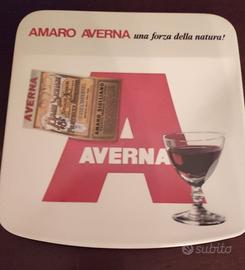 AMARO AVERNA una forza della natura!
AVERNA
AMARO SICILIANO
AVERNA
subito